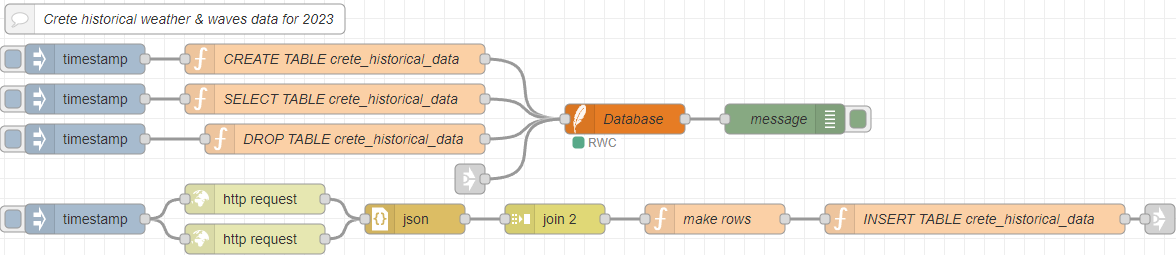 Crete historical weather & waves data for 2023
timestamp
CREATE TABLE crete_historical_data
timestamp
SELECT TABLE crete_historical_data
Database
message
timestamp
DROP TABLE crete_historical_data
RWC
http request
timestamp
json
join 2
make rows
INSERT TABLE crete_historical_data
http request